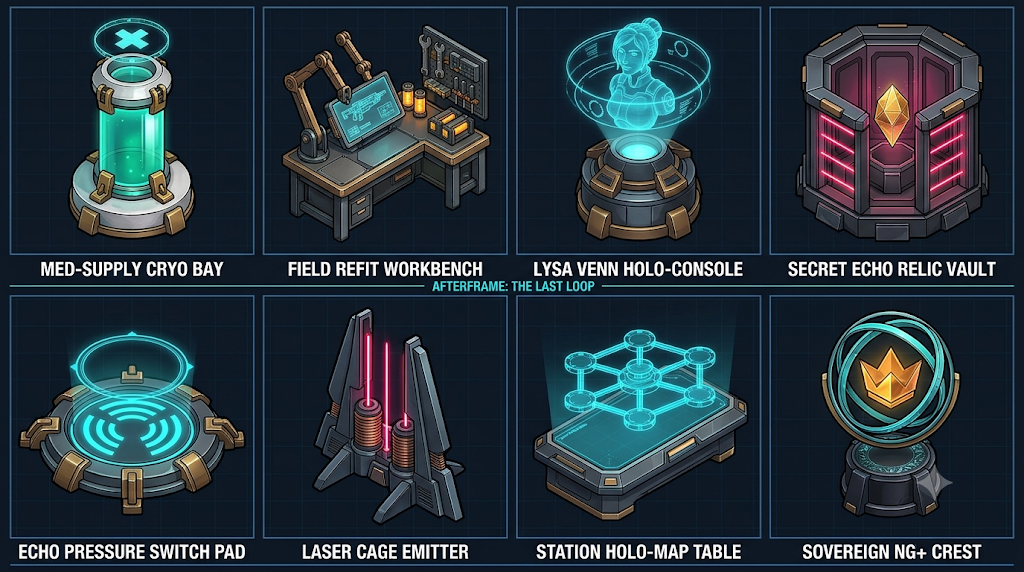 MED-SUPPLY CRYO BAY
FIELD REFIT WORKBENCH
LYSA VENN HOLO-CONSOLE
SECRET ECHO RELIC VAULT
AFTERFRAME: THE LAST LOOP
ECHO PRESSURE SWITCH PAD
LASER CAGE EMITTER
STATION HOLO-MAP TABLE
SOVEREIGN NG+ CREST